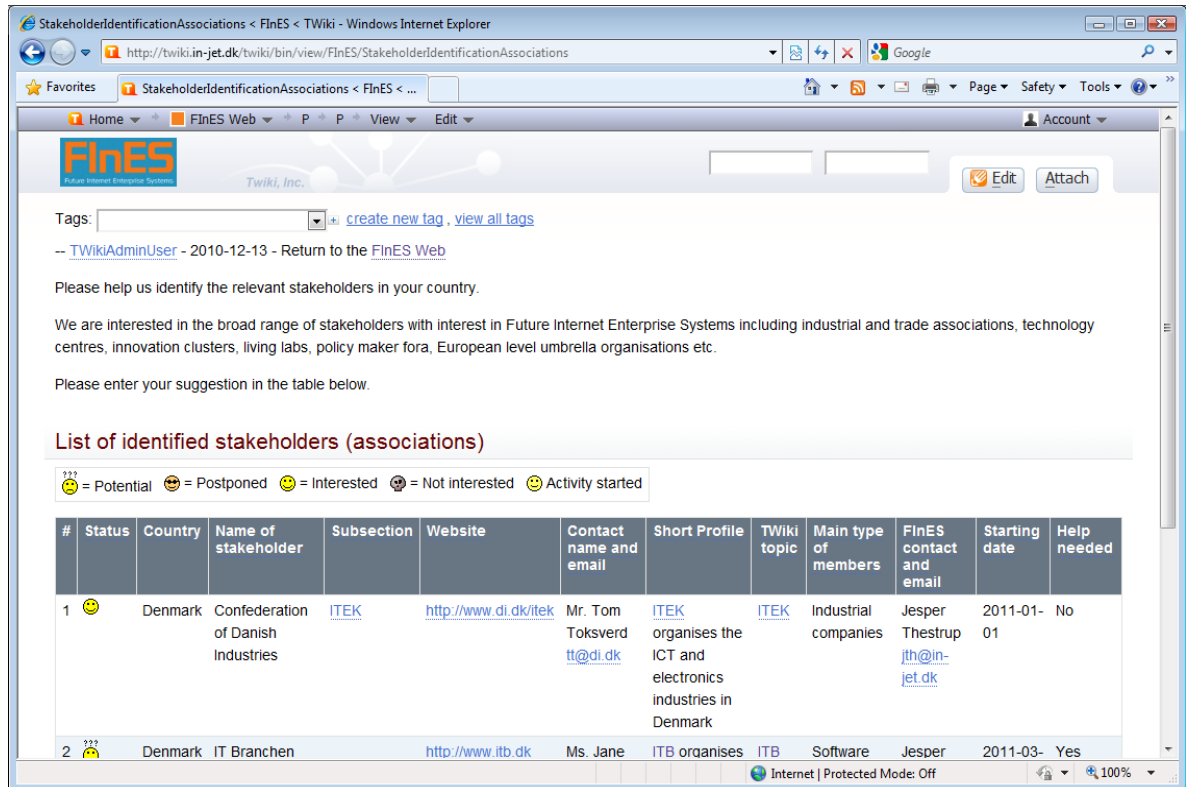 StakeholderIdentificationAssociations < FInES < TWiki - Windows Internet Explorer
http://twiki.in-jet.dk/twiki/bin/view/FInES/StakeholderIdentificationAssociations
Google
Favorites
StakeholderIdentificationAssociations < FInES < ...
Page Safety Tools
Home FInES Web P P View Edit Account
FInES
Future Internet Enterprise Systems
Twiki, Inc.
Edit Attach
Tags: create new tag , view all tags
-- TWikiAdminUser - 2010-12-13 - Return to the FInES Web
Please help us identify the relevant stakeholders in your country.
We are interested in the broad range of stakeholders with interest in Future Internet Enterprise Systems including industrial and trade associations, technology
centres, innovation clusters, living labs, policy maker fora, European level umbrella organisations etc.
Please enter your suggestion in the table below.
List of identified stakeholders (associations)
??? = Potential = Postponed = Interested = Not interested Activity started
# Status Country Name of stakeholder Subsection Website Contact name and email Short Profile TWiki topic Main type of members FInES contact and email Starting date Help needed
1 Denmark Confederation of Danish Industries ITEK http://www.di.dk/itek Mr. Tom Toksverd tt@di.dk ITEK organises the ICT and electronics industries in Denmark ITEK Industrial companies Jesper Thestrup jth@in-jet.dk 2011-01-01 No
2 ??? Denmark IT Branchen http://www.itb.dk Ms. Jane ITB organises ITB Software Jesper 2011-03- Yes
Internet | Protected Mode: Off 100%